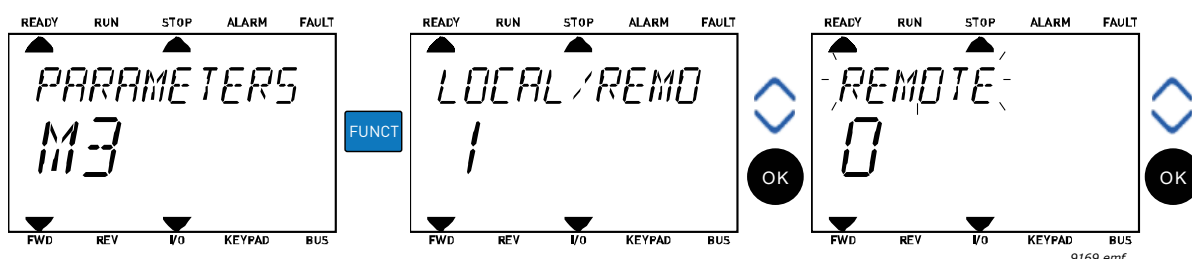 READY RUN STOP ALARM FAULT
PARAMETERS
M3
FWD REV I/O KEYPAD BUS
FUNCT
READY RUN STOP ALARM FAULT
LOCAL/REMO
1
FWD REV I/O KEYPAD BUS
OK
READY RUN STOP ALARM FAULT
REMOTE
0
FWD REV I/O KEYPAD BUS
OK
9169.emf